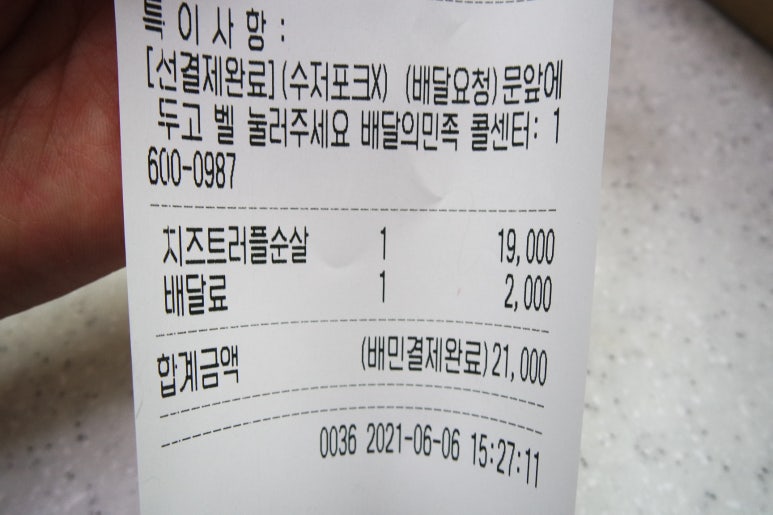 특이사항:
[선결제완료](수저포크X) (배달요청)문앞에
두고 벨 눌러주세요 배달의민족 콜센터: 1
600-0987
치즈트러플순살 1 19,000
배달료 1 2,000
합계금액 (배민결제완료)21,000
0036 2021-06-06 15:27:11